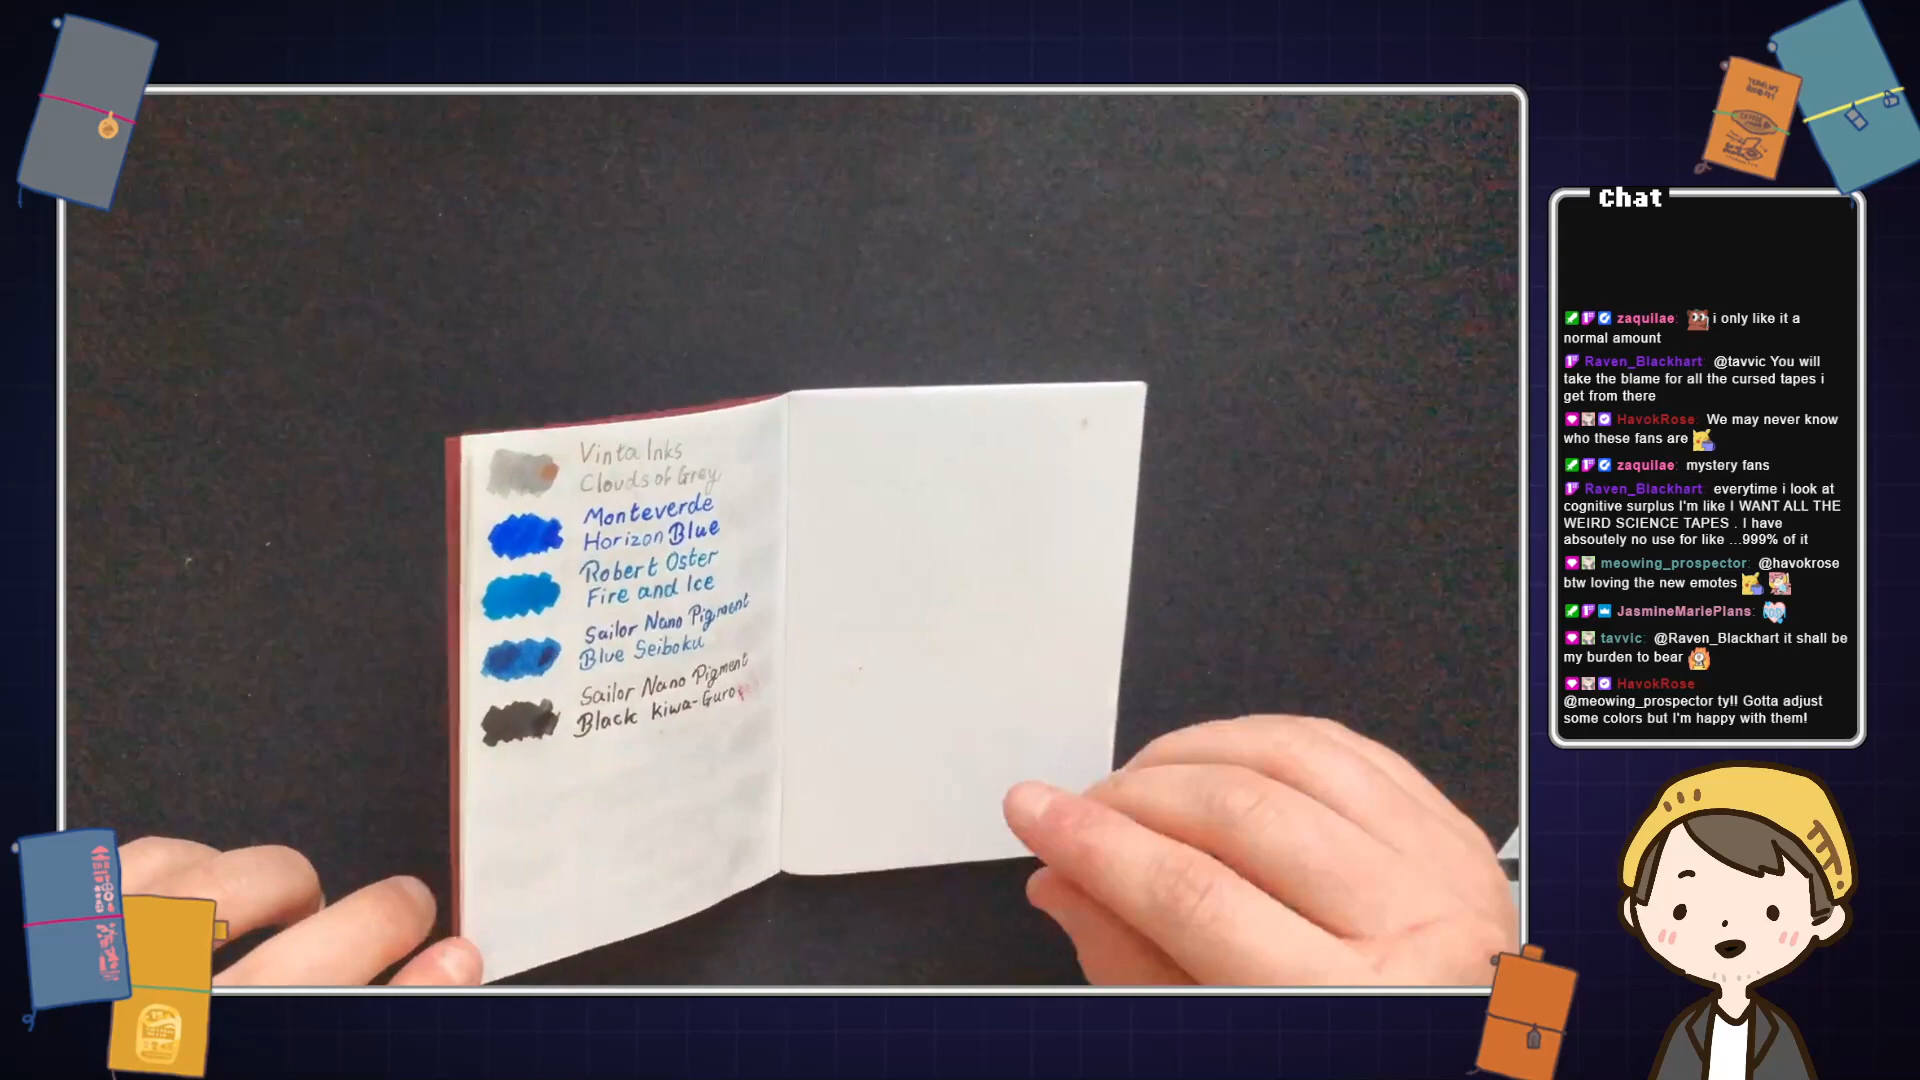 Vinta Inks
Clouds of Grey
Monteverde
Horizon Blue
Robert Oster
Fire and Ice
Sailor Nano Pigment
Blue Seiboku
Sailor Nano Pigment
Black Kiwa-Guro
Chat
zaquilae: i only like it a
normal amount
Raven_Blackhart: @tavvic You will
take the blame for all the cursed tapes i
get from there
HavokRose: We may never know
who these fans are
zaquilae: mystery fans
Raven_Blackhart: everytime i look at
cognitive surplus I'm like I WANT ALL THE
WEIRD SCIENCE TAPES . I have
absoutely no use for like ...999% of it
meowing_prospector: @havokrose
btw loving the new emotes
JasmineMariePlans:
tavvic: @Raven_Blackhart it shall be
my burden to bear
HavokRose
@meowing_prospector ty!! Gotta adjust
some colors but I'm happy with them!